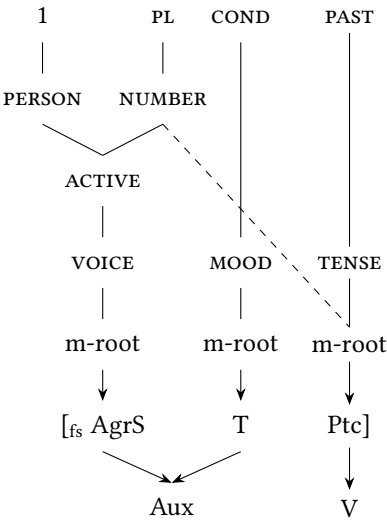 1 PL COND PAST
PERSON NUMBER
ACTIVE
VOICE MOOD TENSE
m-root m-root m-root
[fs AgrS T Ptc]
Aux V